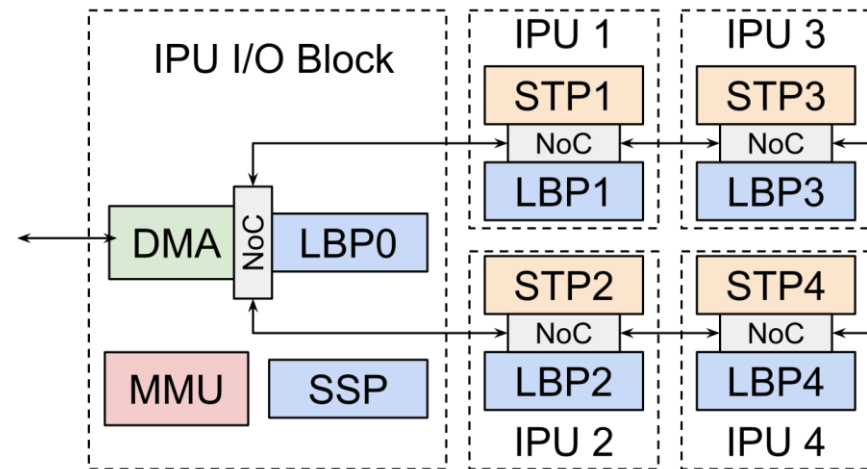 IPU I/O Block
DMA
NoC
LBP0
MMU
SSP
IPU 1
STP1
NoC
LBP1
IPU 3
STP3
NoC
LBP3
STP2
NoC
LBP2
IPU 2
STP4
NoC
LBP4
IPU 4